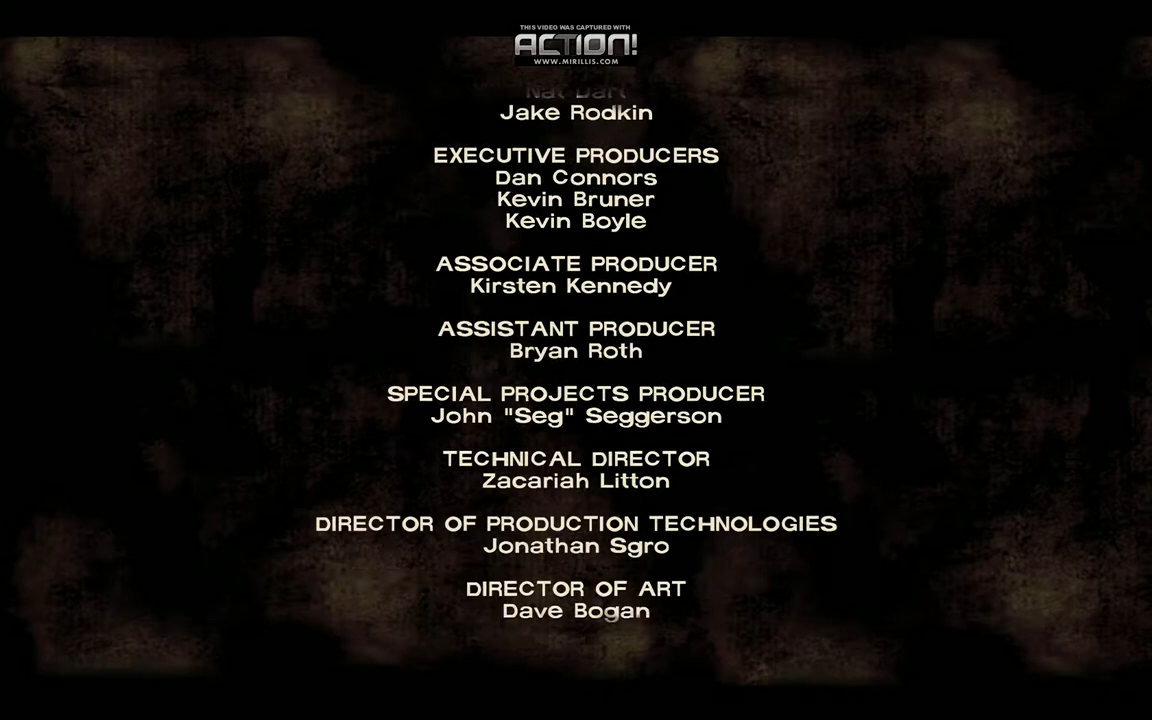 THIS VIDEO WAS CAPTURED WITH
ACTION!
WWW.MIRILLIS.COM
Nat Dart
Jake Rodkin
EXECUTIVE PRODUCERS
Dan Connors
Kevin Bruner
Kevin Boyle
ASSOCIATE PRODUCER
Kirsten Kennedy
ASSISTANT PRODUCER
Bryan Roth
SPECIAL PROJECTS PRODUCER
John "Seg" Seggerson
TECHNICAL DIRECTOR
Zacariah Litton
DIRECTOR OF PRODUCTION TECHNOLOGIES
Jonathan Sgro
DIRECTOR OF ART
Dave Bogan